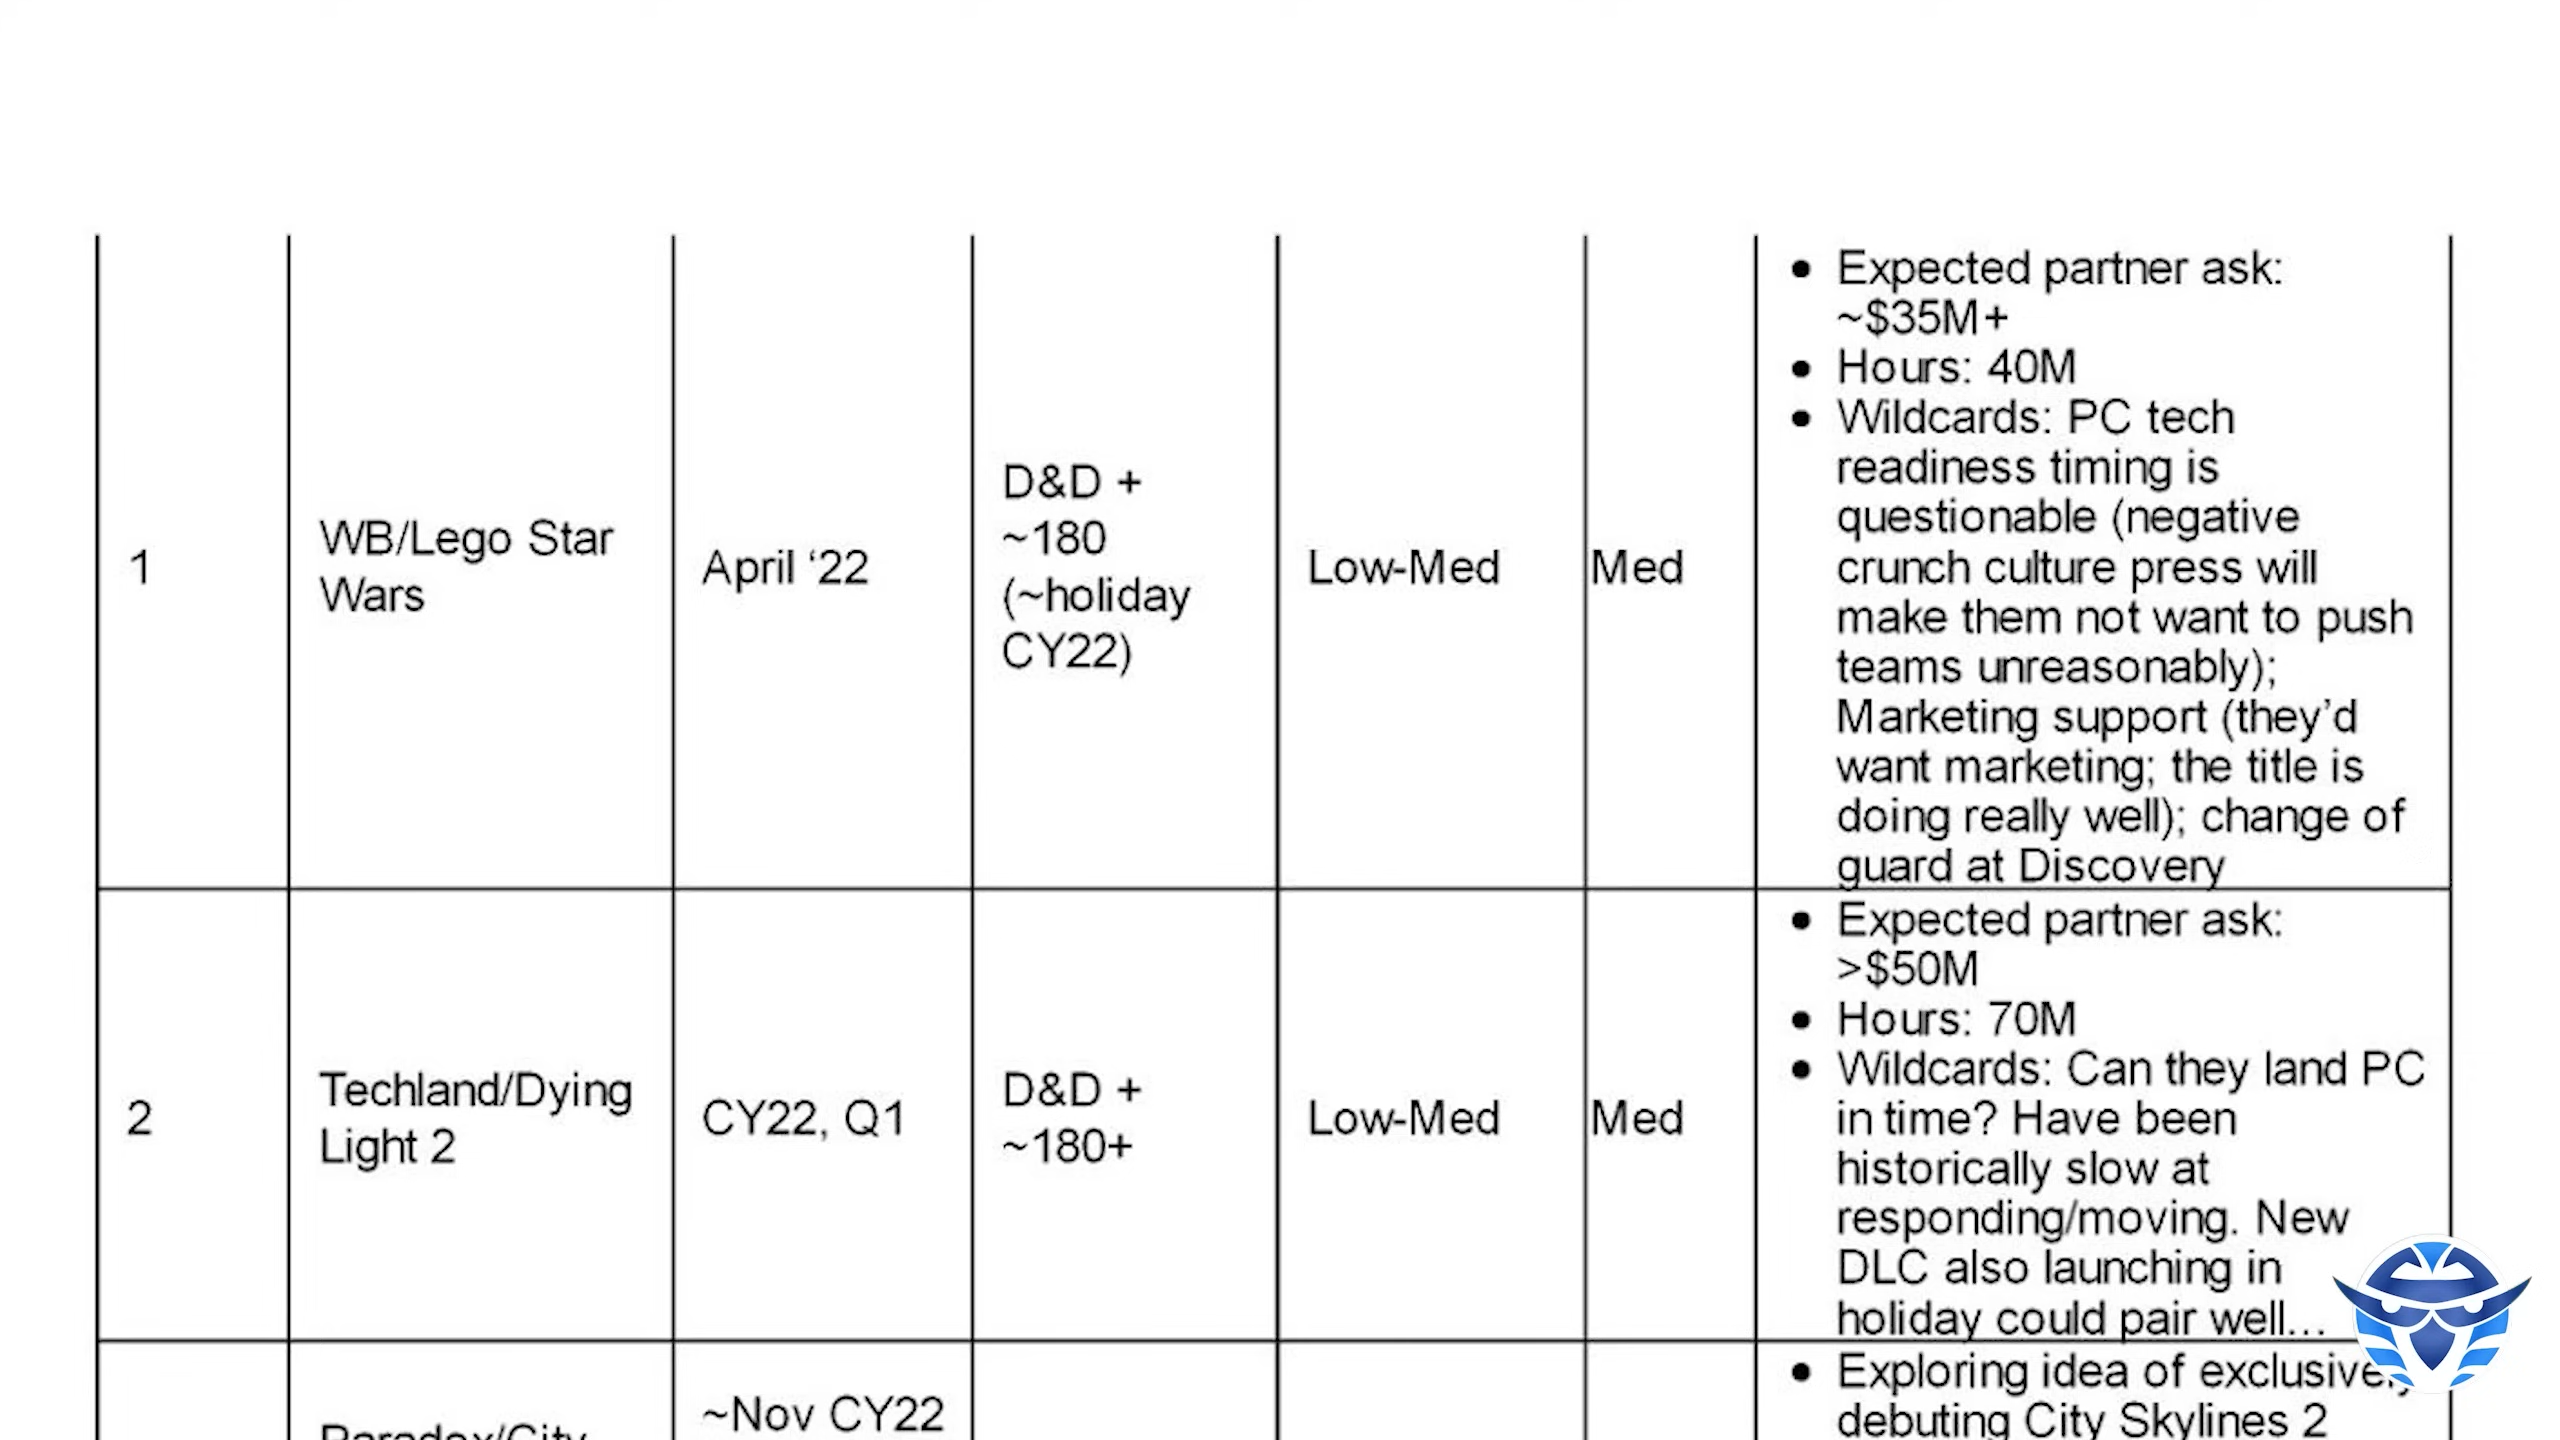 1
WB/Lego Star
Wars
April ‘22
D&D +
~180
(~holiday
CY22)
Low-Med
Med
• Expected partner ask:
~$35M+
• Hours: 40M
• Wildcards: PC tech
readiness timing is
questionable (negative
crunch culture press will
make them not want to push
teams unreasonably);
Marketing support (they’d
want marketing; the title is
doing really well); change of
guard at Discovery
2
Techland/Dying
Light 2
CY22, Q1
D&D +
~180+
Low-Med
Med
• Expected partner ask:
>$50M
• Hours: 70M
• Wildcards: Can they land PC
in time? Have been
historically slow at
responding/moving. New
DLC also launching in
holiday could pair well...
Paradox/City
~Nov CY22
• Exploring idea of exclusively
debuting City Skylines 2